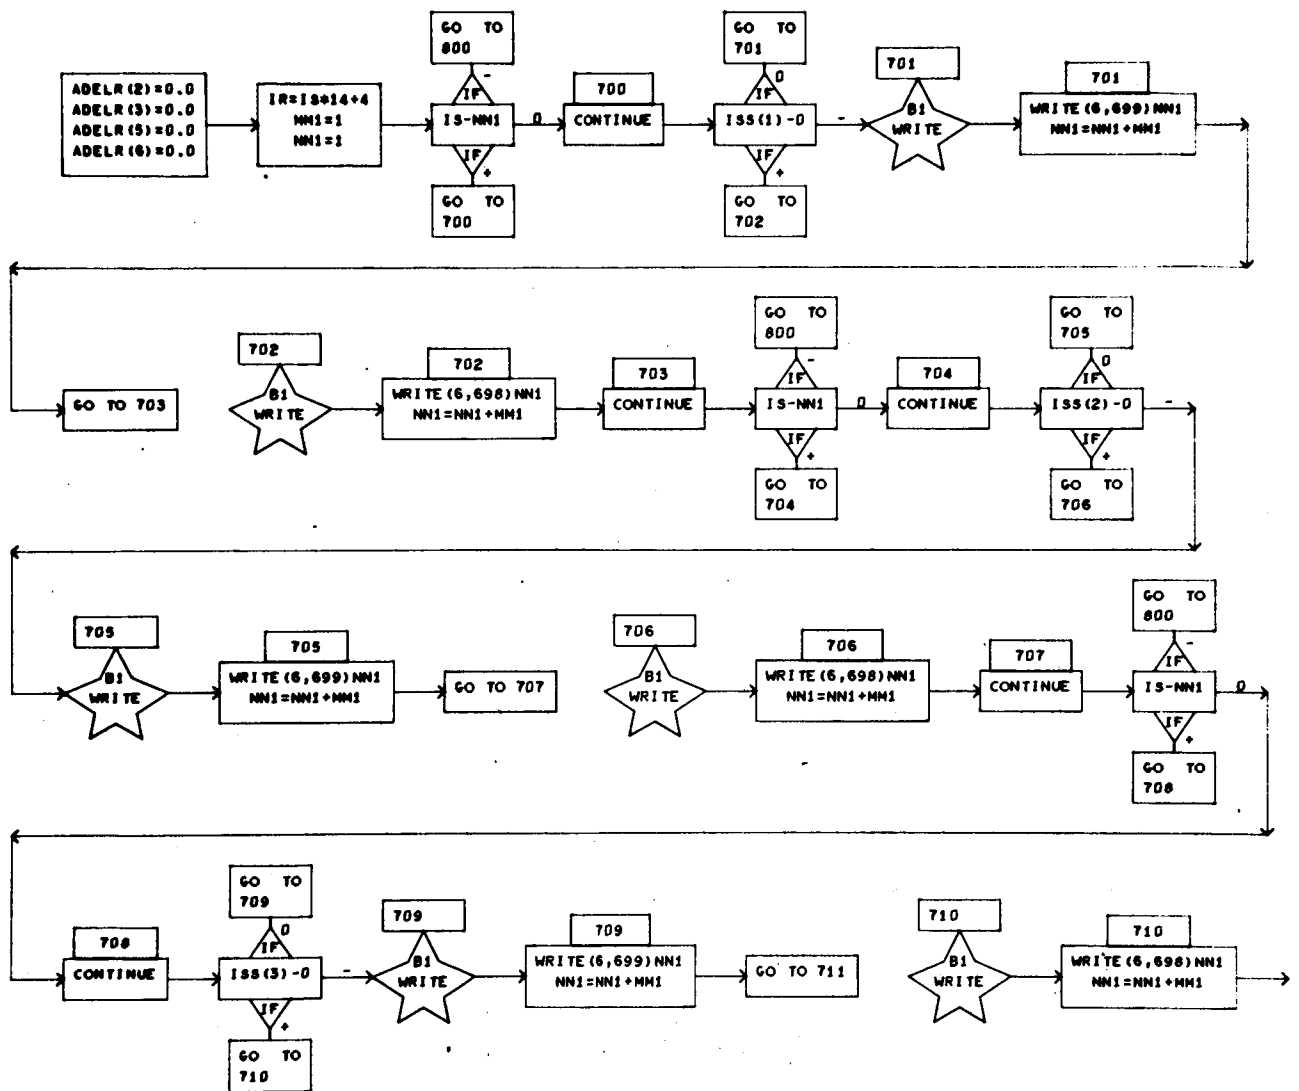 ADELR(2)=0.0
ADELR(3)=0.0
ADELR(5)=0.0
ADELR(6)=0.0
IR=IS*14+4
MM1=1
NN1=1
GO TO
800
-
IF
IS-NN1
0
IF
+
GO TO
700
700
CONTINUE
GO TO
701
0
IF
ISS(1)-0
-
IF
+
GO TO
702
701
B1
WRITE
701
WRITE(6,699)NN1
NN1=NN1+MM1
GO TO 703
702
B1
WRITE
702
WRITE(6,698)NN1
NN1=NN1+MM1
703
CONTINUE
GO TO
800
-
IF
IS-NN1
0
IF
+
GO TO
704
704
CONTINUE
GO TO
705
0
IF
ISS(2)-0
-
IF
+
GO TO
706
705
B1
WRITE
705
WRITE(6,699)NN1
NN1=NN1+MM1
GO TO 707
706
B1
WRITE
706
WRITE(6,698)NN1
NN1=NN1+MM1
707
CONTINUE
GO TO
800
-
IF
IS-NN1
0
IF
+
GO TO
708
708
CONTINUE
GO TO
709
0
IF
ISS(3)-0
-
IF
+
GO TO
710
709
B1
WRITE
709
WRITE(6,699)NN1
NN1=NN1+MM1
GO TO 711
710
B1
WRITE
710
WRITE(6,698)NN1
NN1=NN1+MM1